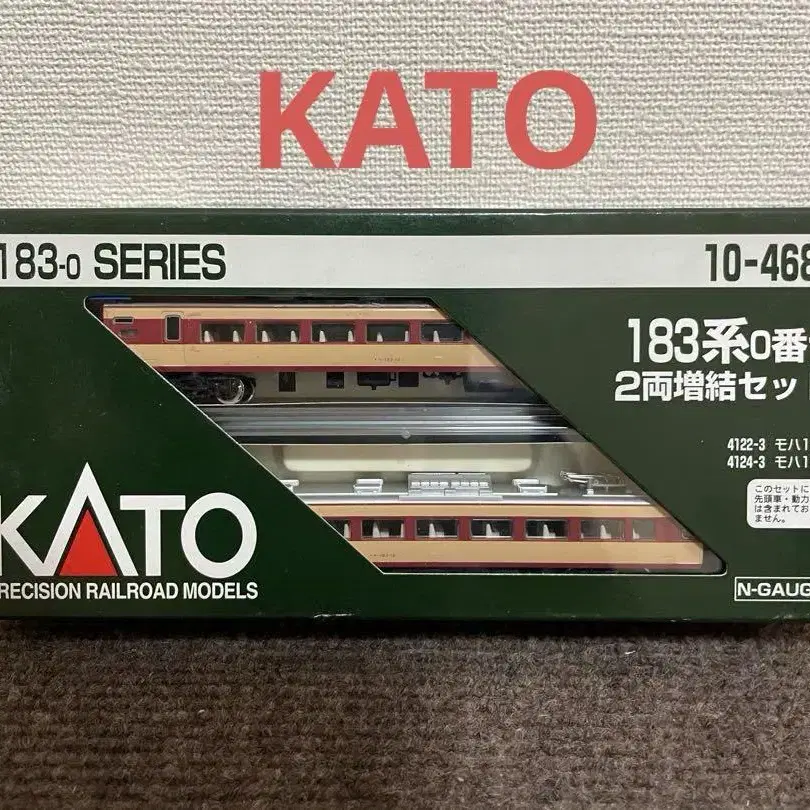 KATO
183-0 SERIES
10-468
183系0番
2両増結セッ
4122-3 モハ1
4124-3 モハ1
このセットに
先頭車・動力
は含まれてお
ません。
KATO
PRECISION RAILROAD MODELS
N-GAUG